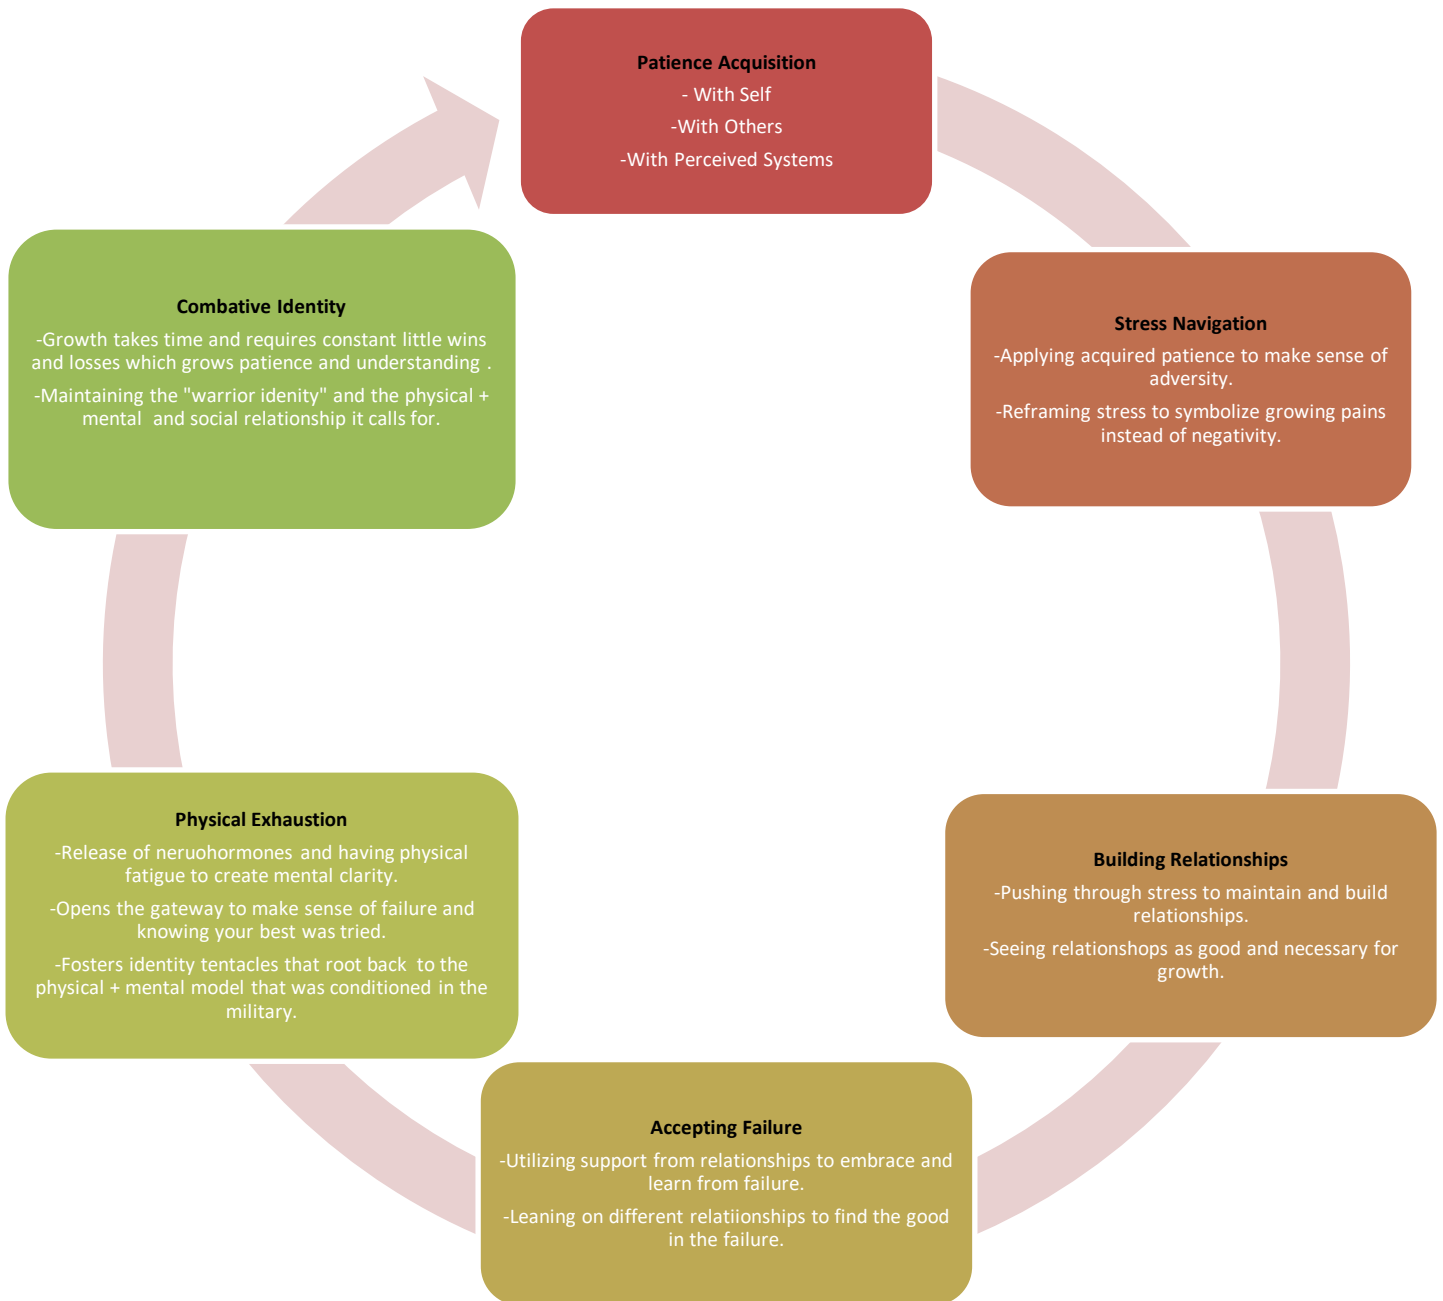 Patience Acquisition
- With Self
-With Others
-With Perceived Systems
Stress Navigation
-Applying acquired patience to make sense of
adversity.
-Reframing stress to symbolize growing pains
instead of negativity.
Building Relationships
-Pushing through stress to maintain and build
relationships.
-Seeing relationshops as good and necessary for
growth.
Accepting Failure
-Utilizing support from relationships to embrace and
learn from failure.
-Leaning on different relatiionships to find the good
in the failure.
Physical Exhaustion
-Release of neruohormones and having physical
fatigue to create mental clarity.
-Opens the gateway to make sense of failure and
knowing your best was tried.
-Fosters identity tentacles that root back to the
physical + mental model that was conditioned in the
military.
Combative Identity
-Growth takes time and requires constant little wins
and losses which grows patience and understanding .
-Maintaining the "warrior idenity" and the physical +
mental and social relationship it calls for.